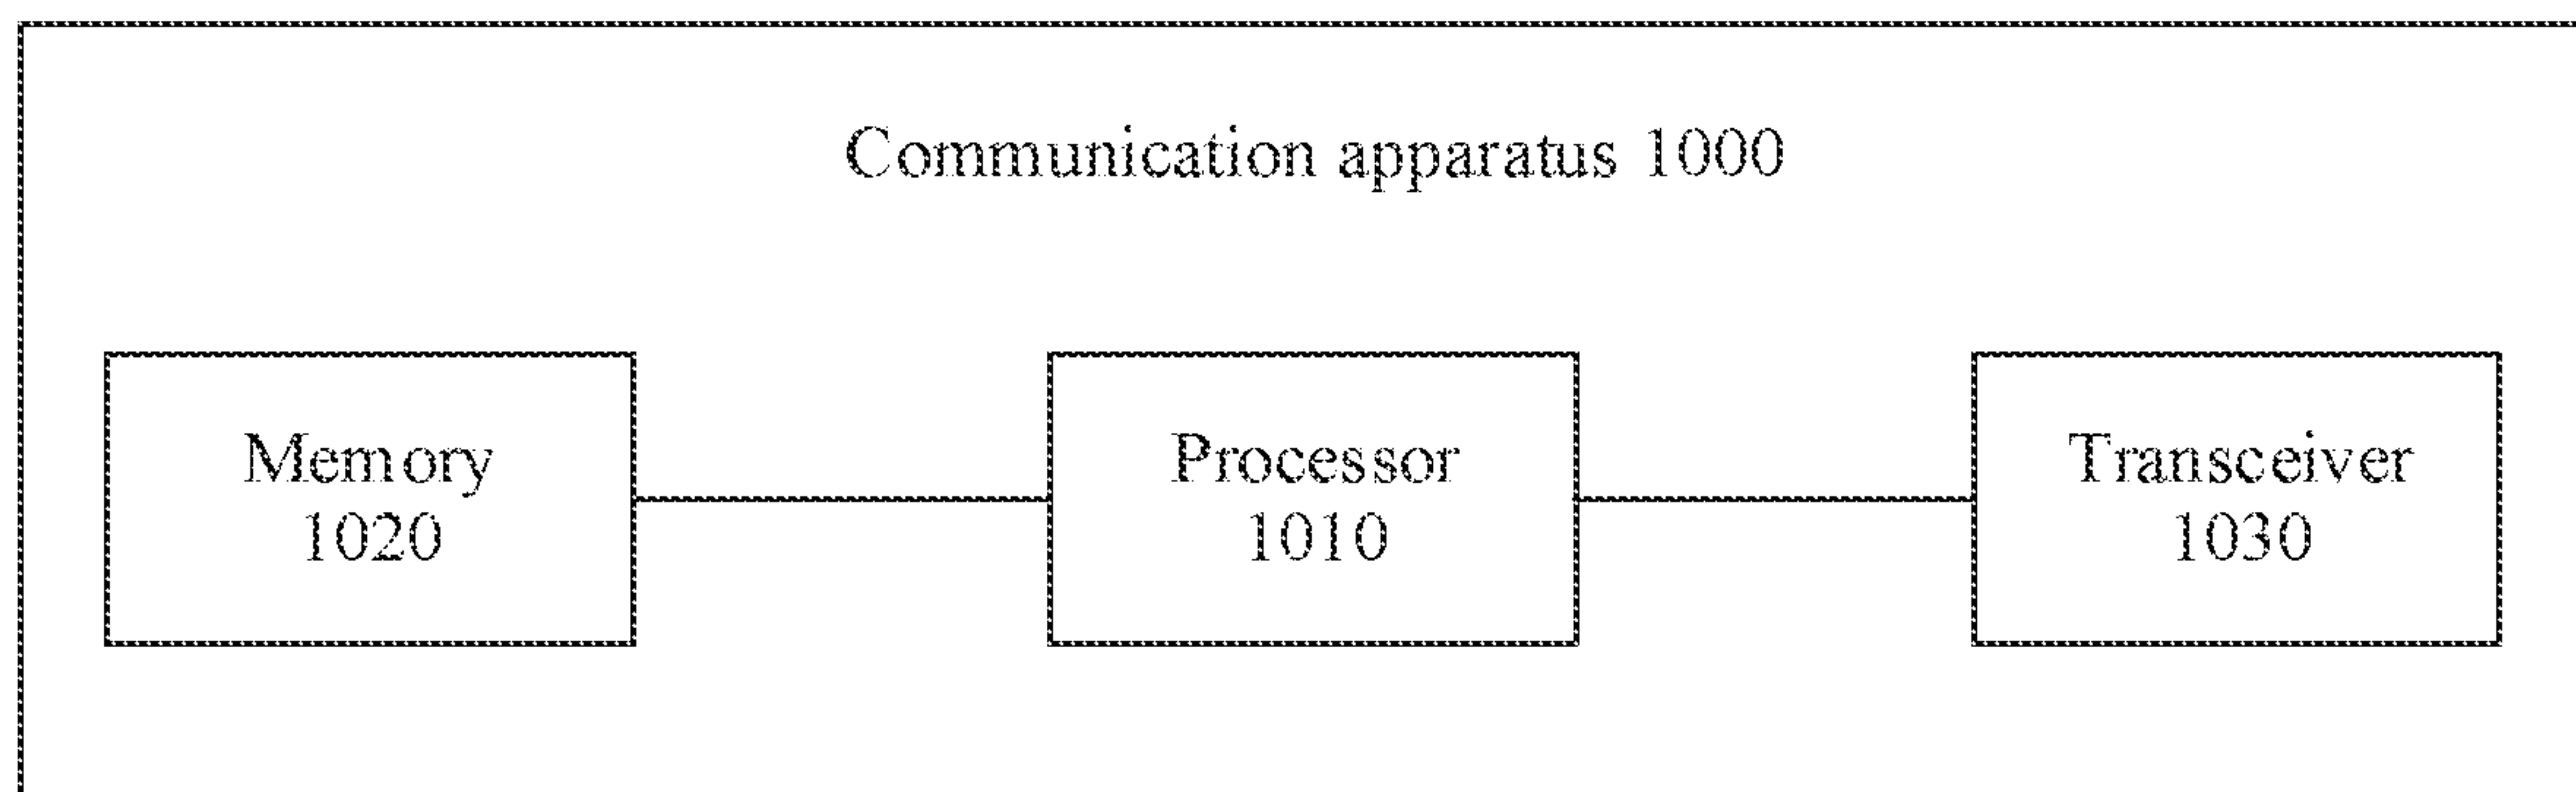 Communication apparatus 1000
Memory
1020
Processor
1010
Transceiver
1030